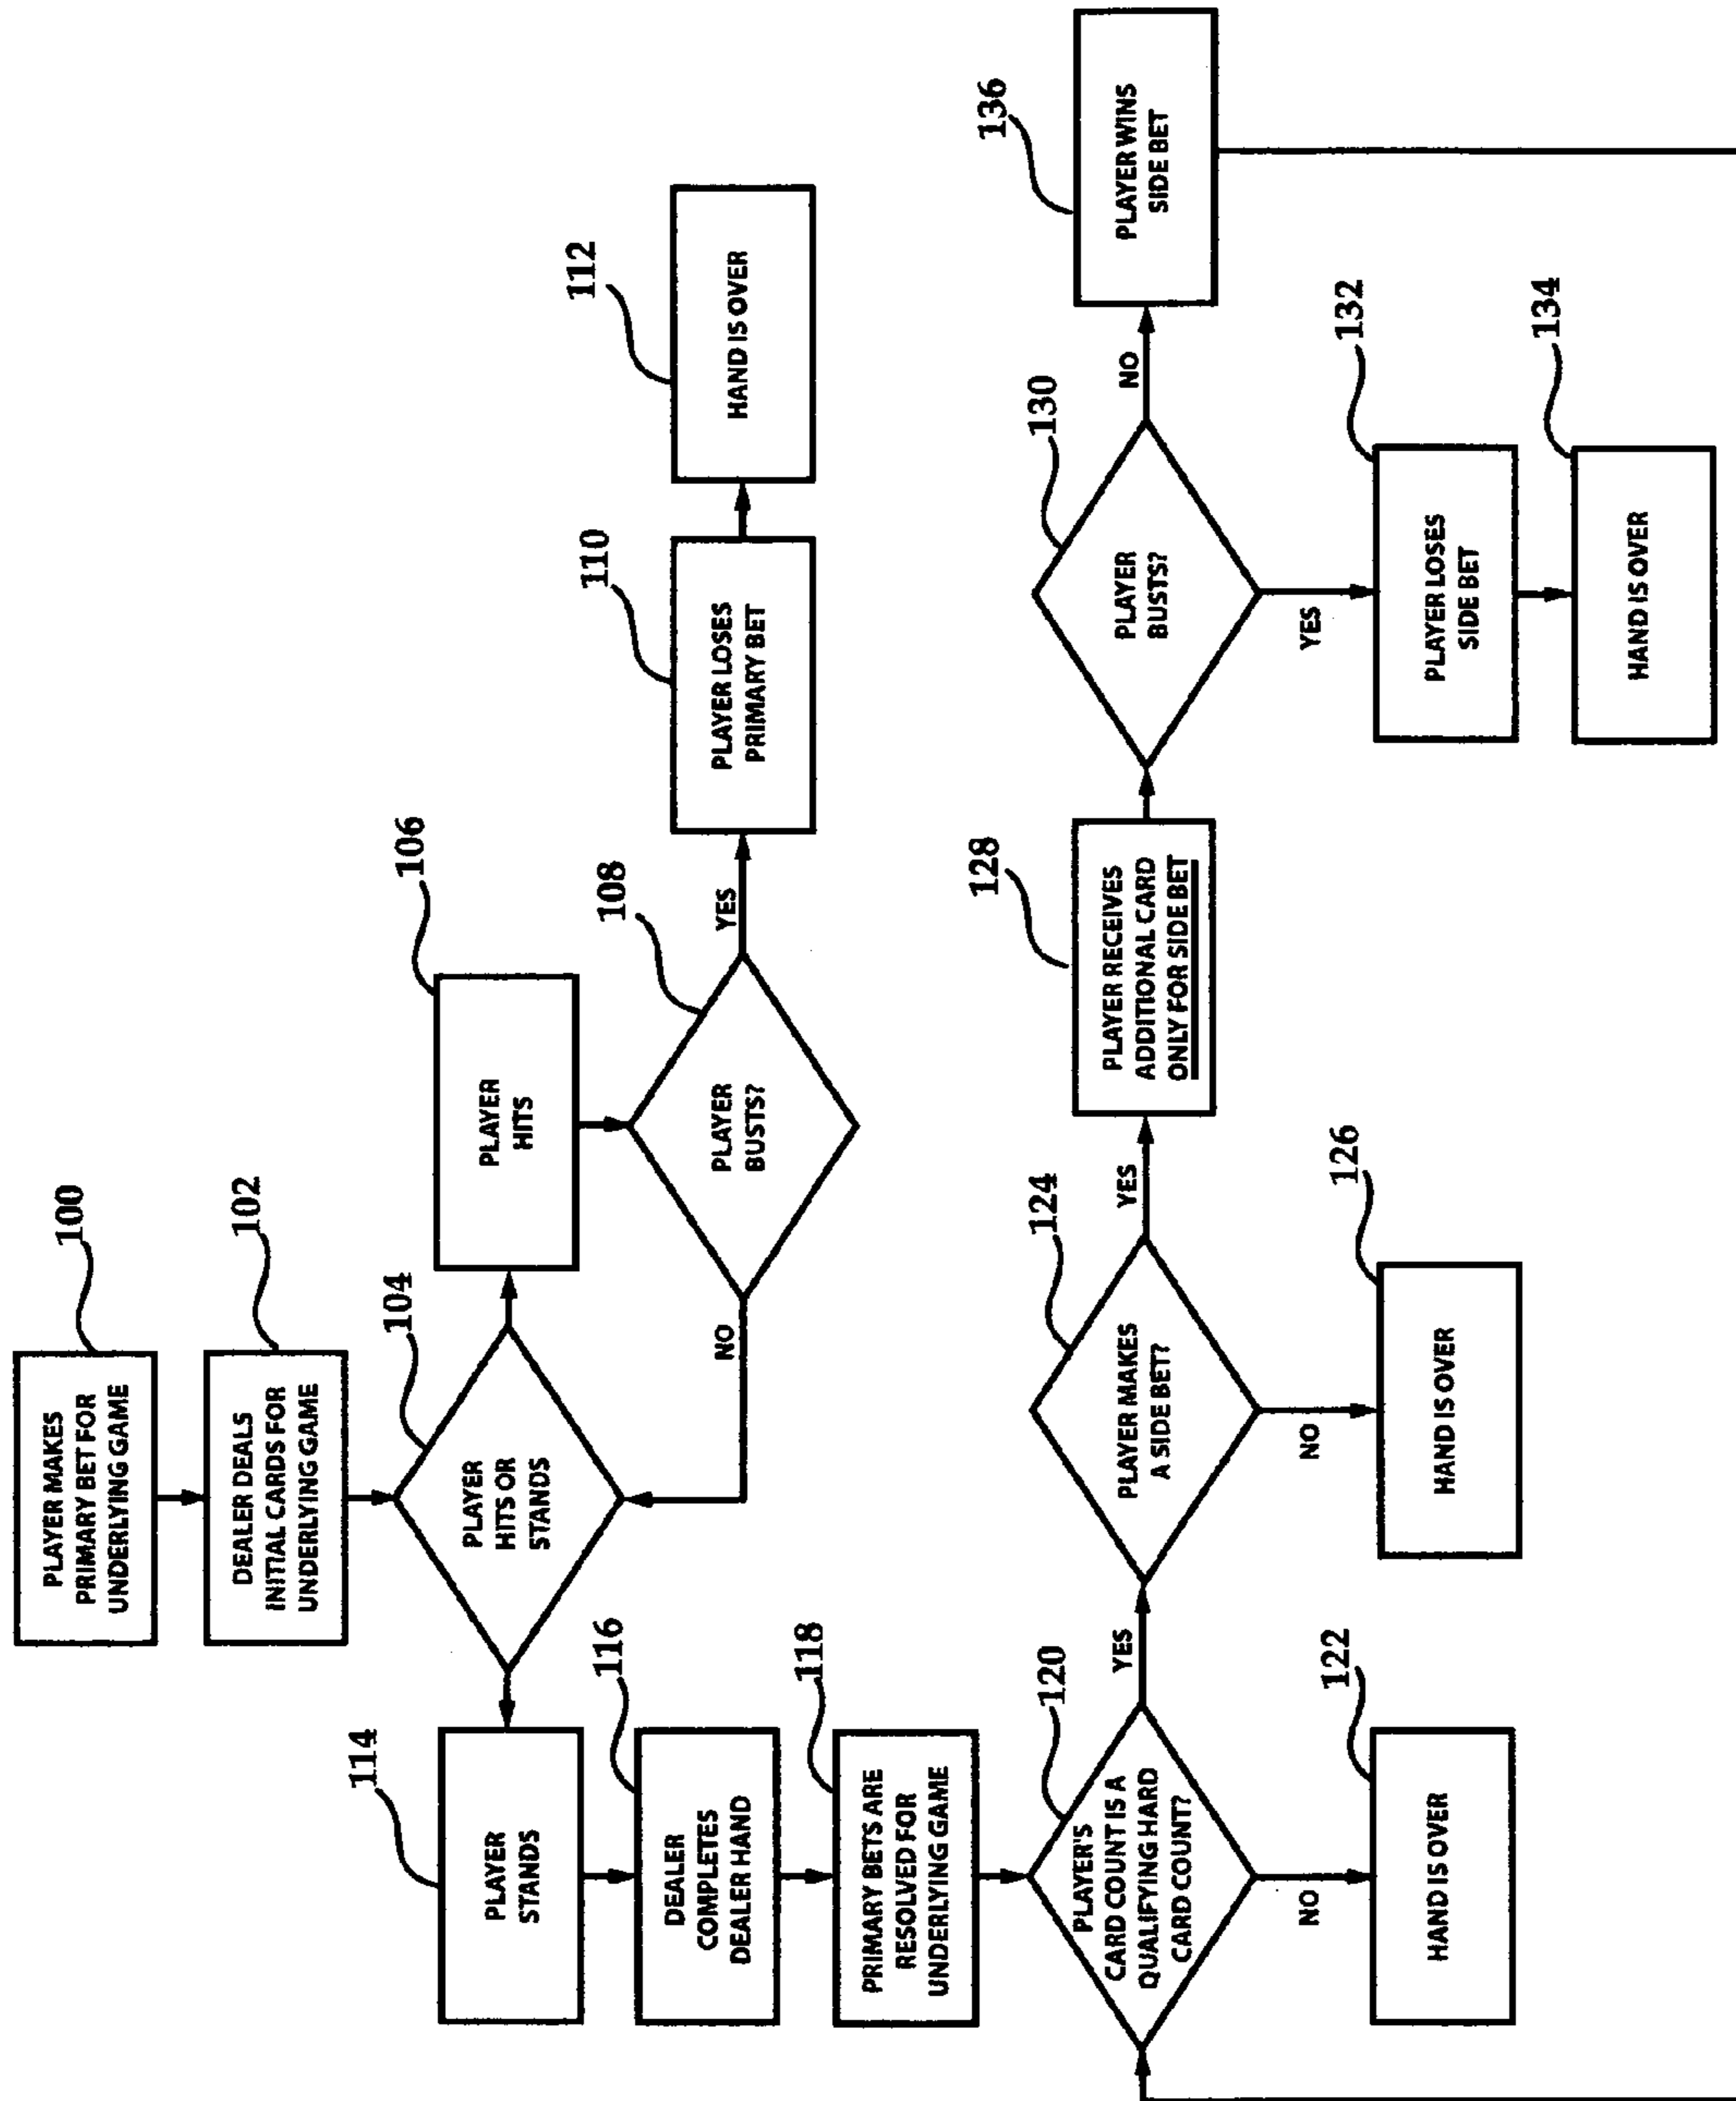 100
PLAYER MAKES
PRIMARY BET FOR
UNDERLYING GAME
102
DEALER DEALS
INITIAL CARDS FOR
UNDERLYING GAME
104
PLAYER
HITS OR
STANDS
106
PLAYER
HITS
108
PLAYER
BUSTS?
NO
YES
110
PLAYER LOSES
PRIMARY BET
112
HAND IS OVER
114
PLAYER
STANDS
116
DEALER
COMPLETES
DEALER HAND
118
PRIMARY BETS ARE
RESOLVED FOR
UNDERLYING GAME
120
PLAYER'S
CARD COUNT IS A
QUALIFYING HARD
CARD COUNT?
YES
NO
122
HAND IS OVER
124
PLAYER MAKES
A SIDE BET?
YES
NO
126
HAND IS OVER
128
PLAYER RECEIVES
ADDITIONAL CARD
ONLY FOR SIDE BET
130
PLAYER
BUSTS?
NO
YES
132
PLAYER LOSES
SIDE BET
134
HAND IS OVER
136
PLAYER WINS
SIDE BET